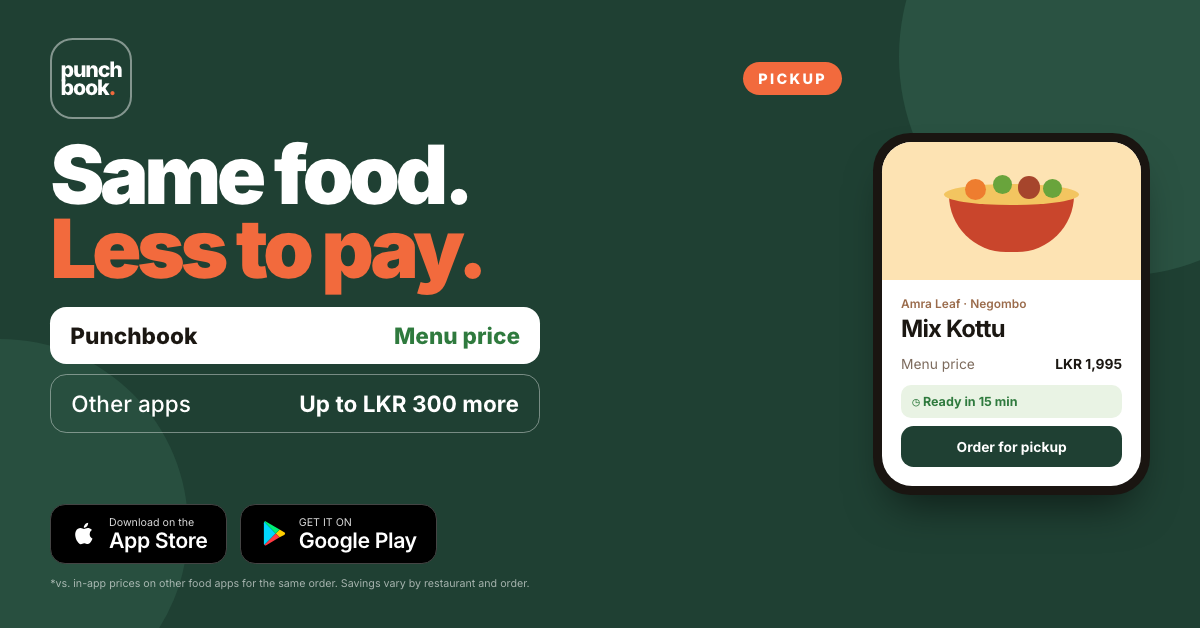 punch
book.
PICKUP
Same food.
Less to pay.
Punchbook Menu price
Other apps Up to LKR 300 more
Download on the
App Store
GET IT ON
Google Play
*vs. in-app prices on other food apps for the same order. Savings vary by restaurant and order.
Amra Leaf · Negombo
Mix Kottu
Menu price LKR 1,995
Ready in 15 min
Order for pickup